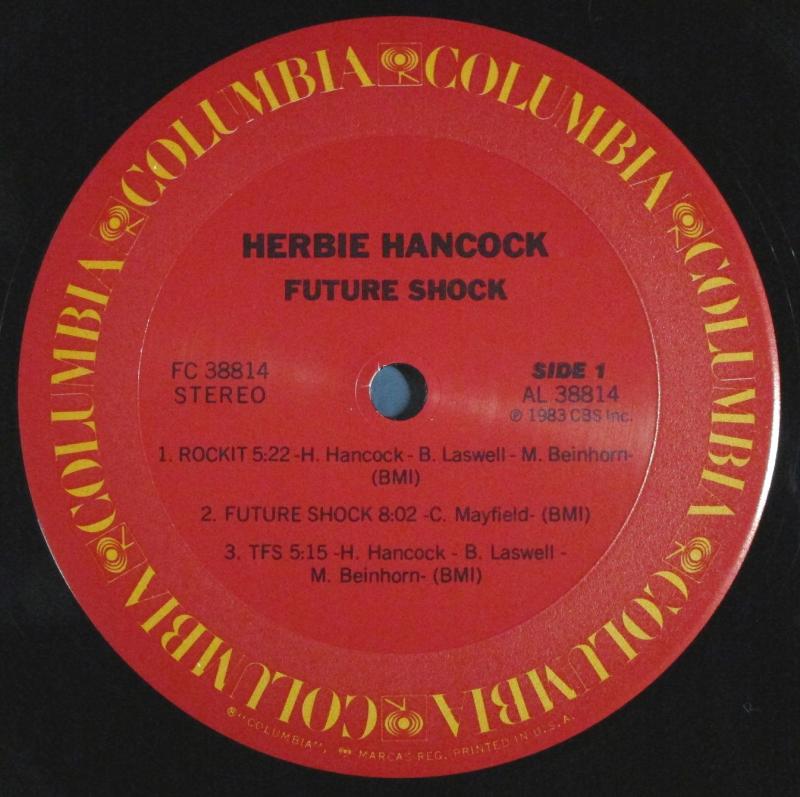 COLUMBIA COLUMBIA COLUMBIA COLUMBIA COLUMBIA COLUMBIA COLUMBIA COLUMBIA
HERBIE HANCOCK
FUTURE SHOCK
FC 38814
STEREO
SIDE 1
AL 38814
℗ 1983 CBS Inc.
1. ROCKIT 5:22 -H. Hancock - B. Laswell - M. Beinhorn-
(BMI)
2. FUTURE SHOCK 8:02 -C. Mayfield- (BMI)
3. TFS 5:15 -H. Hancock - B. Laswell -
M. Beinhorn- (BMI)
® "COLUMBIA", MARCAS REG. PRINTED IN U.S.A.